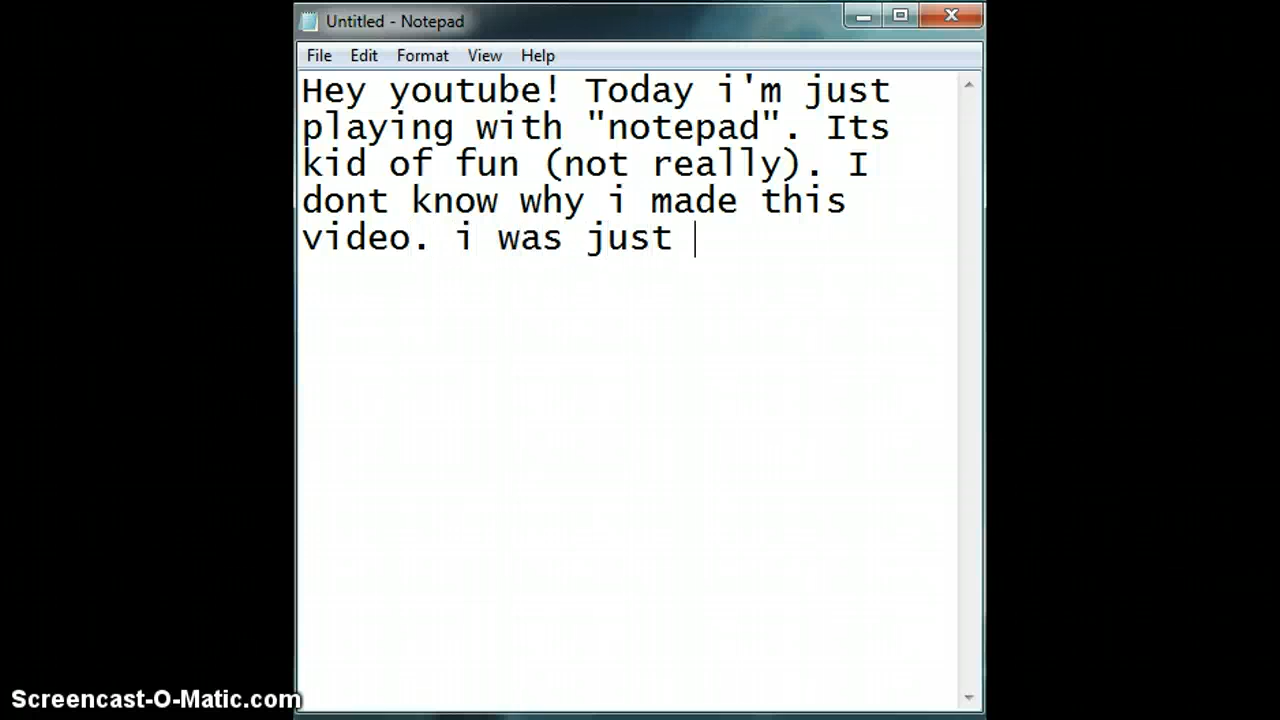 Untitled - Notepad
File Edit Format View Help
Hey youtube! Today i'm just
playing with "notepad". Its
kid of fun (not really). I
dont know why i made this
video. i was just
Screencast-O-Matic.com